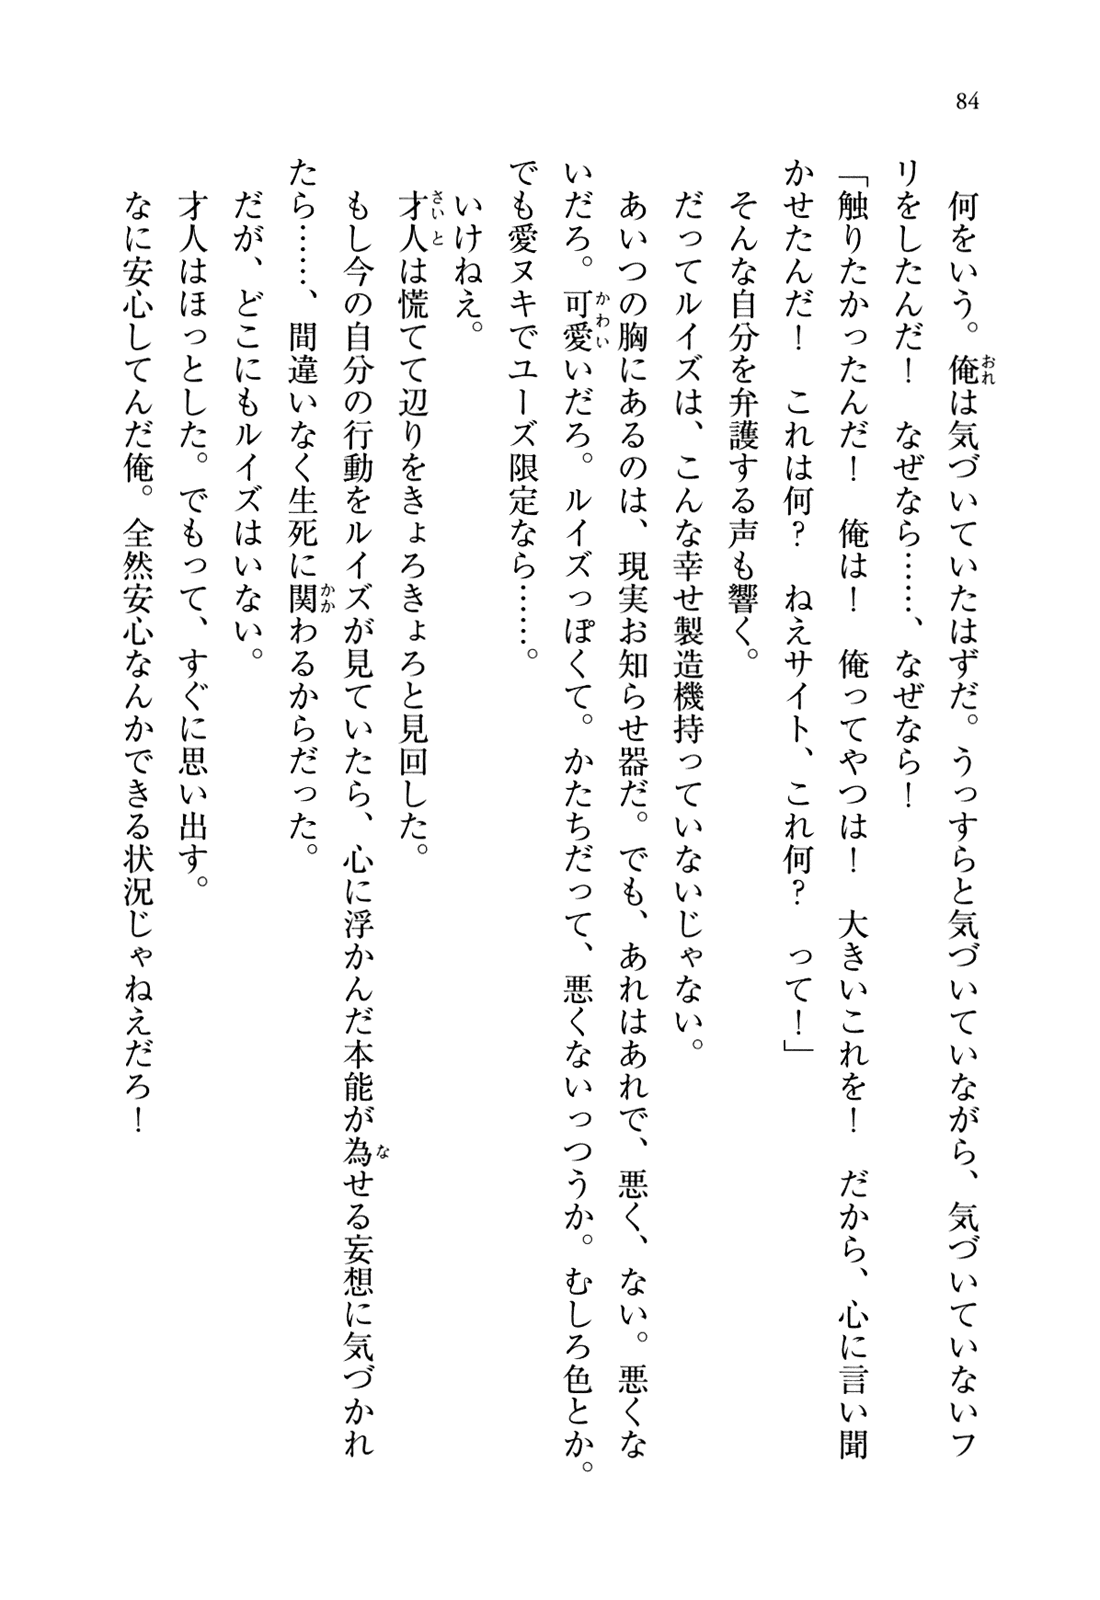 84
何をいう。俺は気づいていたはずだ。うっすらと気づいていながら、気づいていないフ
リをしたんだ！　なぜなら……、なぜなら！
「触りたかったんだ！　俺は！　俺ってやつは！　大きいこれを！　だから、心に言い聞
かせたんだ！　これは何？　ねえサイト、これ何？　って！」
そんな自分を弁護する声も響く。
だってルイズは、こんな幸せ製造機持っていないじゃない。
あいつの胸にあるのは、現実お知らせ器だ。でも、あれはあれで、悪く、ない。悪くな
いだろ。可愛いだろ。ルイズっぽくて。かたちだって、悪くないっつうか。むしろ色とか。
でも愛ヌキでユーズ限定なら……。
いけねえ。
才人は慌てて辺りをきょろきょろと見回した。
もし今の自分の行動をルイズが見ていたら、心に浮かんだ本能が為せる妄想に気づかれ
たら……、間違いなく生死に関わるからだった。
だが、どこにもルイズはいない。
才人はほっとした。でもって、すぐに思い出す。
なに安心してんだ俺。全然安心なんかできる状況じゃねえだろ！